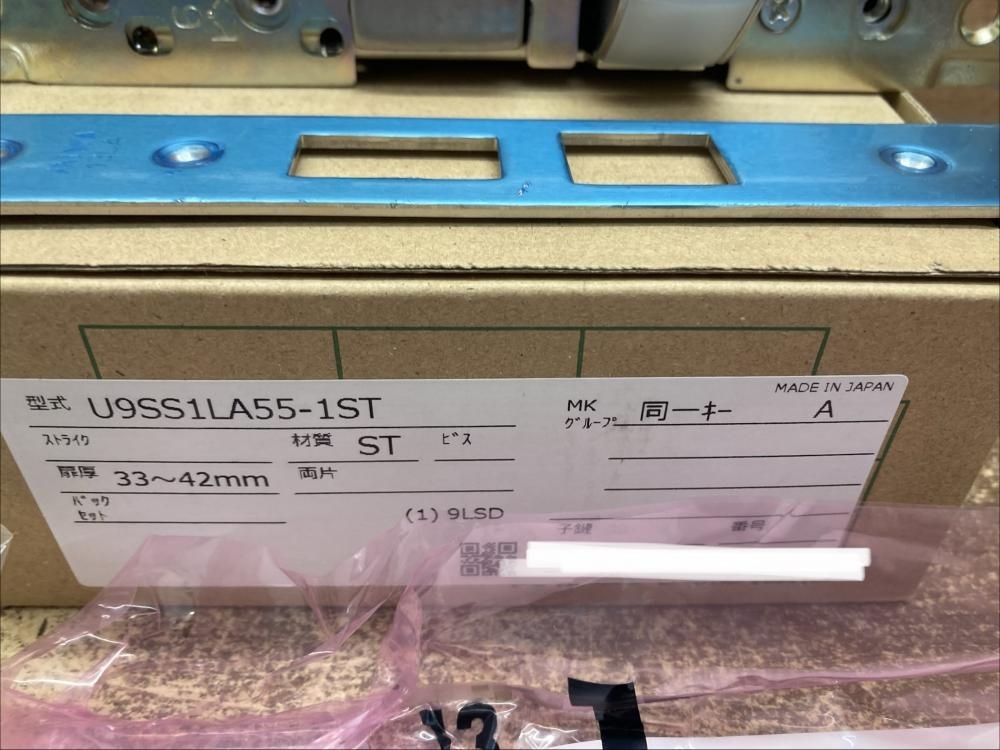 MADE IN JAPAN
型式 U9SS1LA55-1ST
MK グループ 同一キー A
ストライク 材質 ST ビス
扉厚 33～42mm 両片
バックセット
(1) 9LSD
子鍵 番号